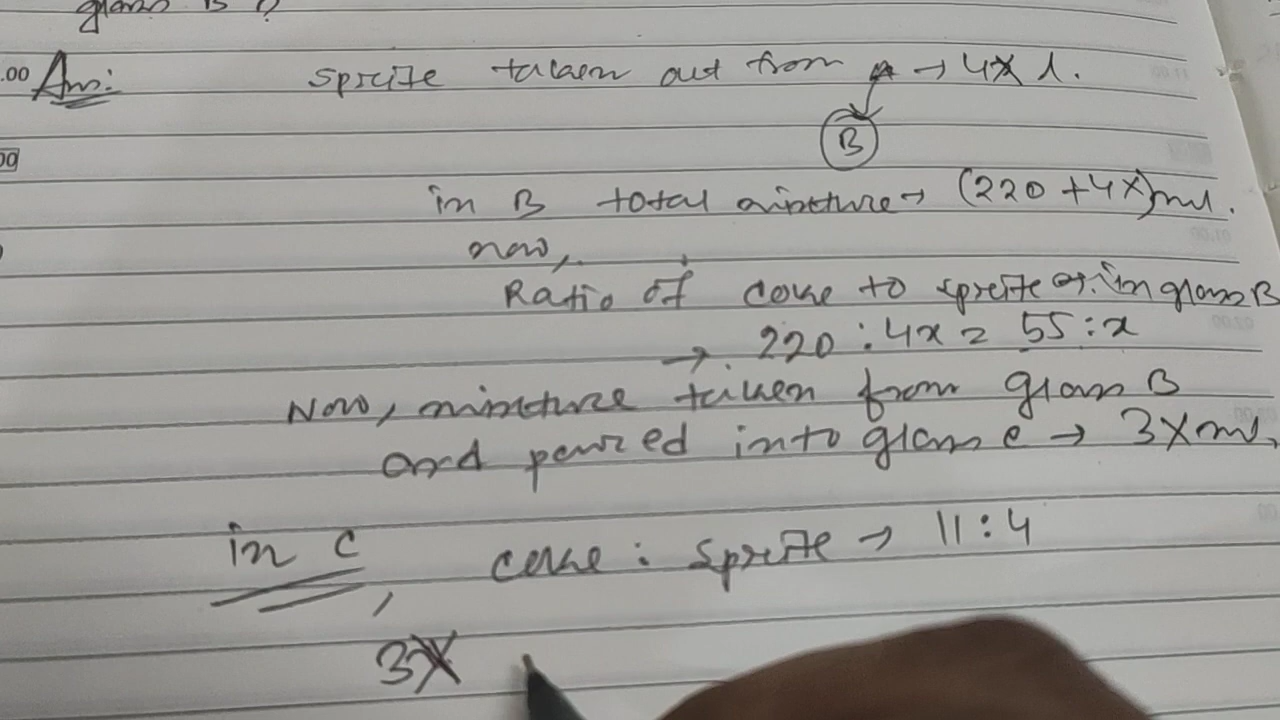 glass B ?
.00 Ans: Sprite taken out from A → 4x l.
B
in B total mixture → (220 + 4x)ml.
now,
Ratio of coke to sprite in glass B
→ 220 : 4x = 55 : x
Now, mixture taken from glass B
and poured into glass C → 3x ml,
in C, coke : Sprite → 11 : 4
3x